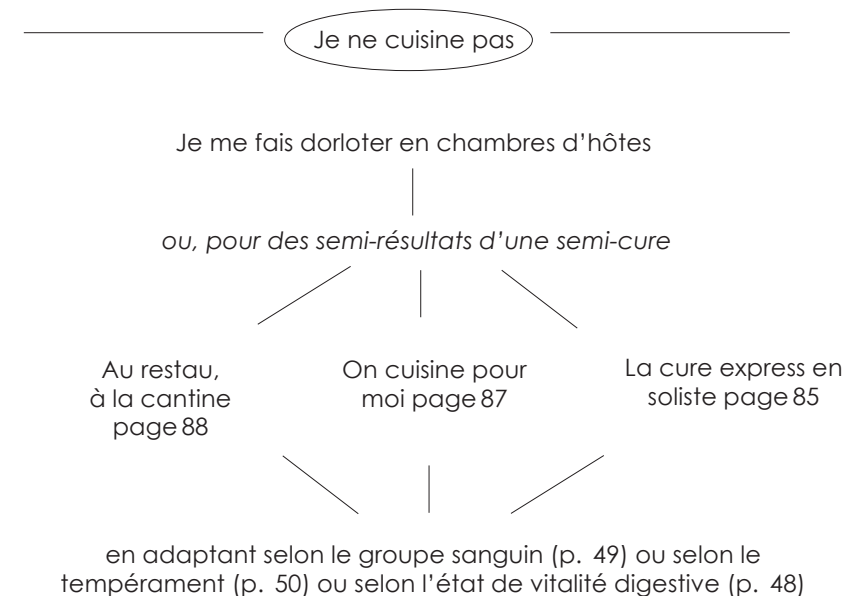 Je ne cuisine pas
Je me fais dorloter en chambres d’hôtes
ou, pour des semi-résultats d’une semi-cure
Au restau,
à la cantine
page 88
On cuisine pour
moi page 87
La cure express en
soliste page 85
en adaptant selon le groupe sanguin (p. 49) ou selon le
tempérament (p. 50) ou selon l’état de vitalité digestive (p. 48)